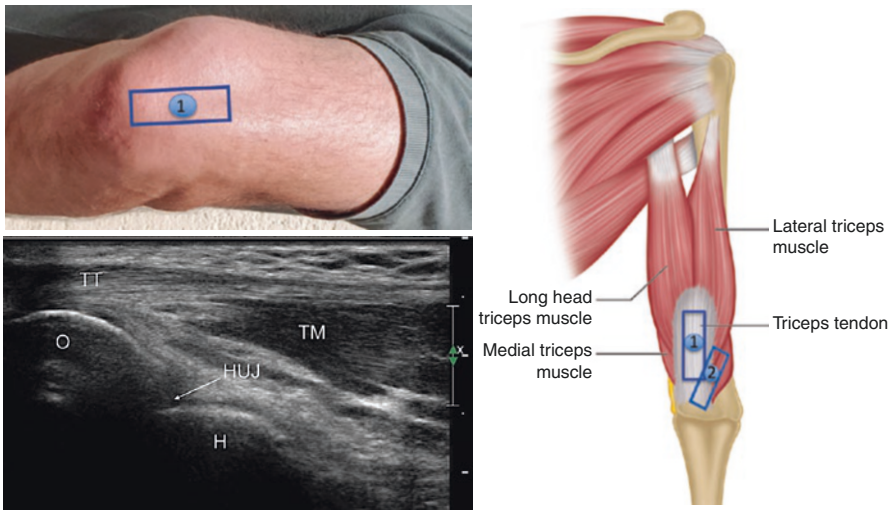 1
TT
O
TM
x
HUJ
H
Lateral triceps
muscle
Long head
triceps muscle
Triceps tendon
Medial triceps
muscle
1
2